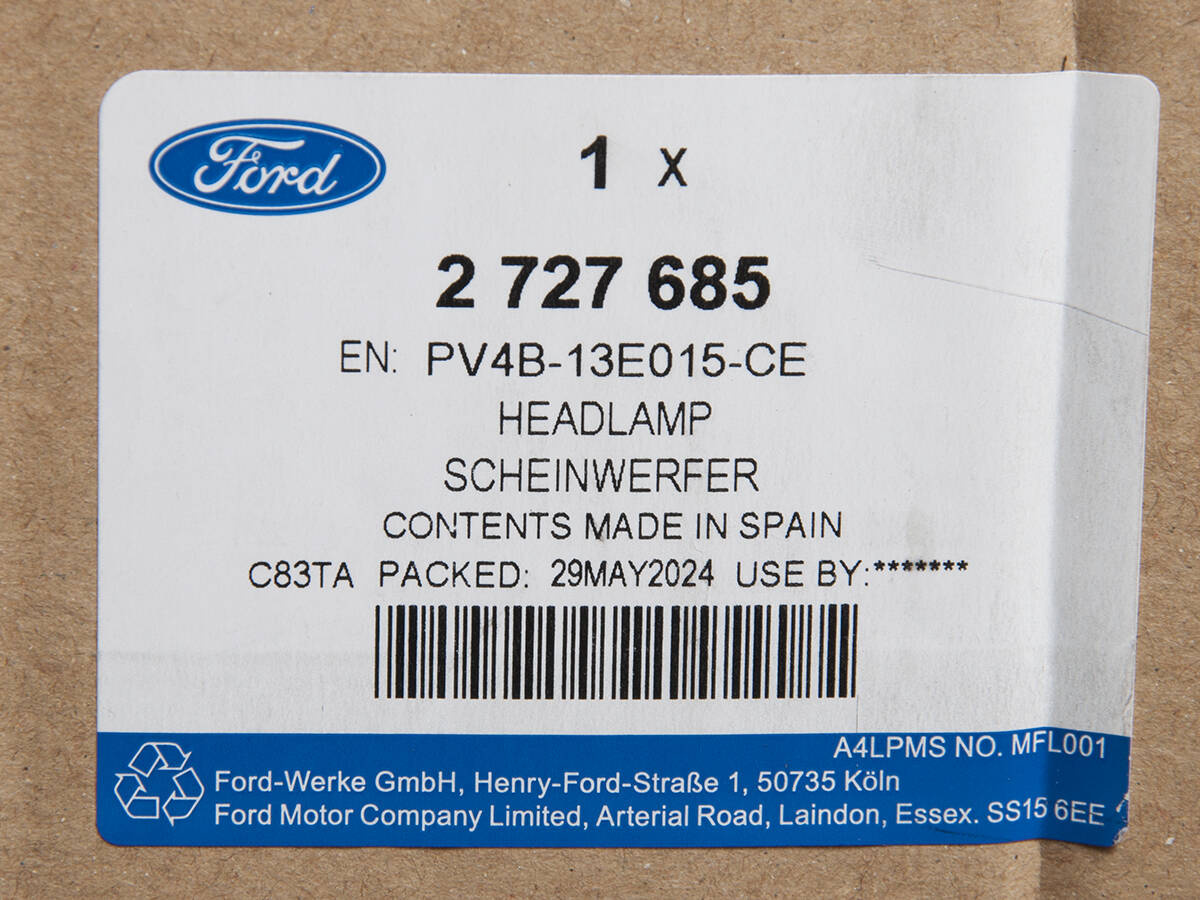 Ford
1 X
2 727 685
EN: PV4B-13E015-CE
HEADLAMP
SCHEINWERFER
CONTENTS MADE IN SPAIN
C83TA PACKED: 29MAY2024 USE BY:*******
A4LPMS NO. MFL001
Ford-Werke GmbH, Henry-Ford-Straße 1, 50735 Köln
Ford Motor Company Limited, Arterial Road, Laindon, Essex. SS15 6EE